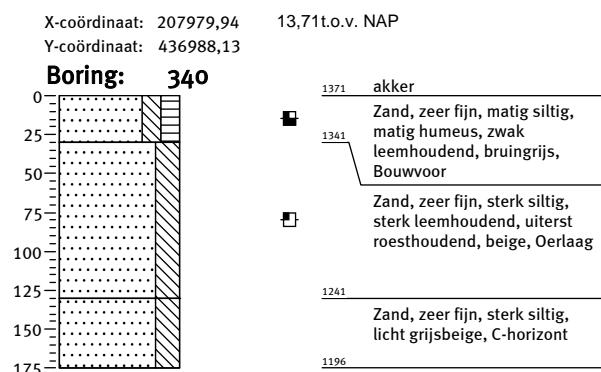 X-coördinaat: 207979,94 13,71t.o.v. NAP
Y-coördinaat: 436988,13
Boring: 340
0
25
50
75
100
125
150
175
1371 akker
Zand, zeer fijn, matig siltig,
1341 matig humeus, zwak
leemhoudend, bruingrijs,
Bouwvoor
Zand, zeer fijn, sterk siltig,
sterk leemhoudend, uiterst
roesthoudend, beige, Oerlaag
1241
Zand, zeer fijn, sterk siltig,
licht grijsbeige, C-horizont
1196